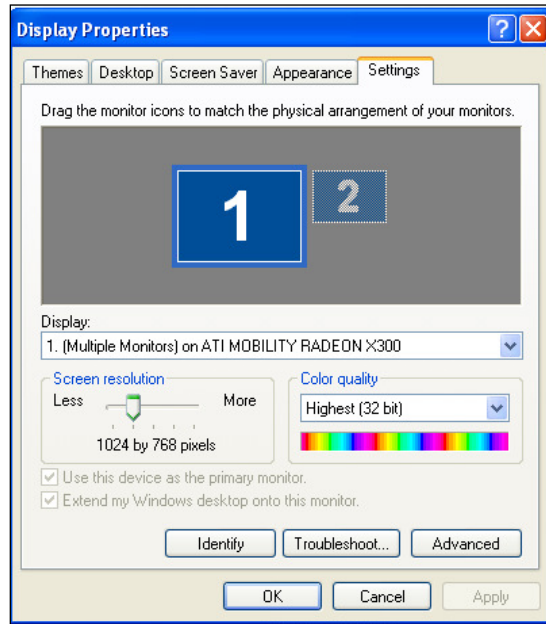 Display Properties
Themes Desktop Screen Saver Appearance Settings
Drag the monitor icons to match the physical arrangement of your monitors.
1 2
Display:
1. (Multiple Monitors) on ATI MOBILITY RADEON X300
Screen resolution Color quality
Less More Highest (32 bit)
1024 by 768 pixels
Use this device as the primary monitor.
Extend my Windows desktop onto this monitor.
Identify Troubleshoot... Advanced
OK Cancel Apply